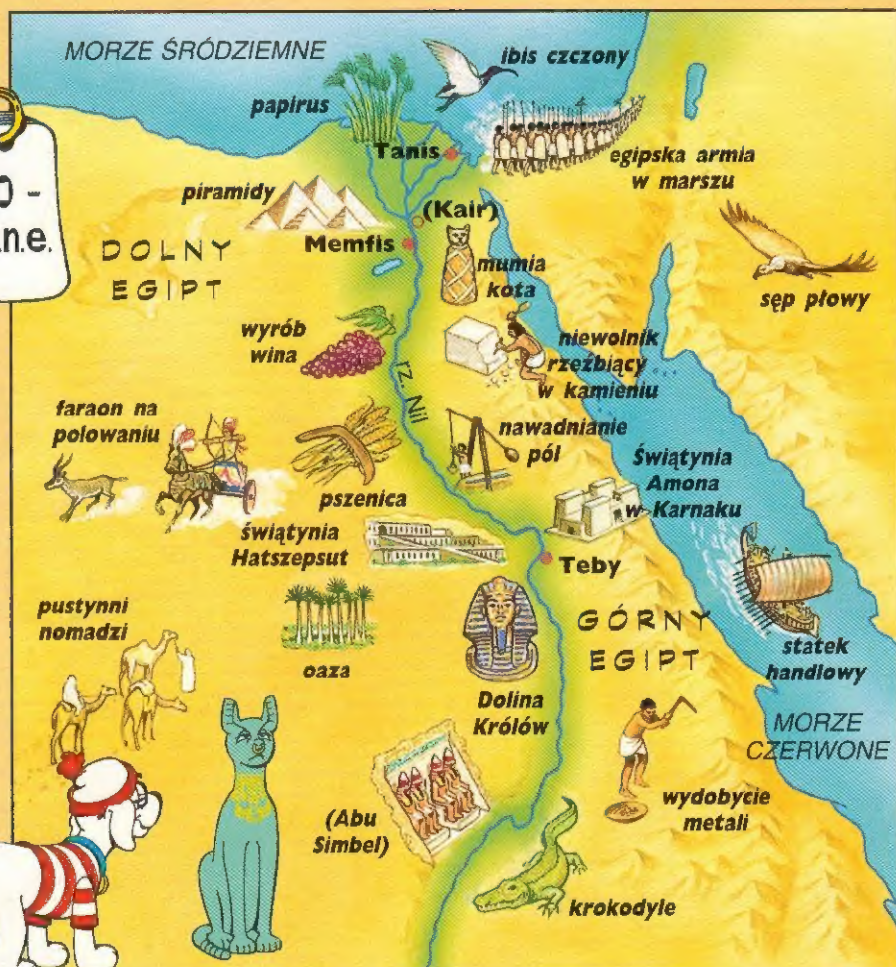 MORZE ŚRÓDZIEMNE
ibis czczony
papirus
Tanis
egipska armia
w marszu
piramidy
(Kair)
0 -
.n.e.
DOLNY
EGIPT
Memfis
mumia
kota
sęp płowy
wyrób
wina
niewolnik
rzeźbiący
w kamieniu
rz. Nil
faraon na
polowaniu
nawadnianie
pól
Świątynia
Amona
w Karnaku
pszenica
świątynia
Hatszepsut
Teby
pustynni
nomadzi
oaza
GÓRNY
EGIPT
statek
handlowy
Dolina
Królów
MORZE
CZERWONE
(Abu
Simbel)
wydobycie
metali
krokodyle